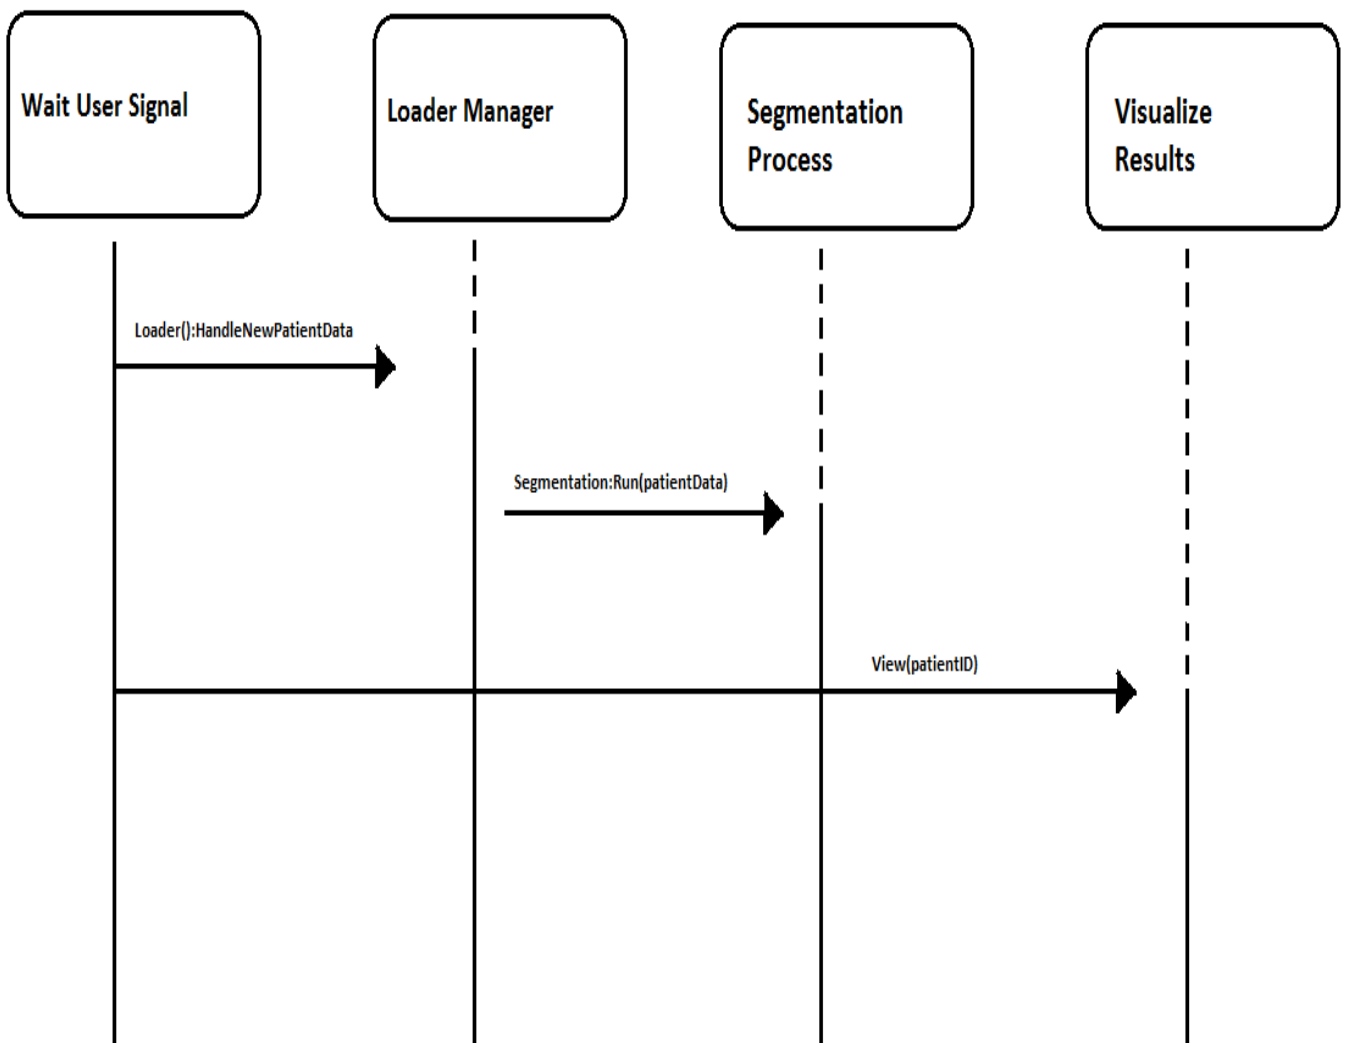 Wait User Signal
Loader Manager
Segmentation
Process
Visualize
Results
Loader():HandleNewPatientData
Segmentation:Run(patientData)
View(patientID)